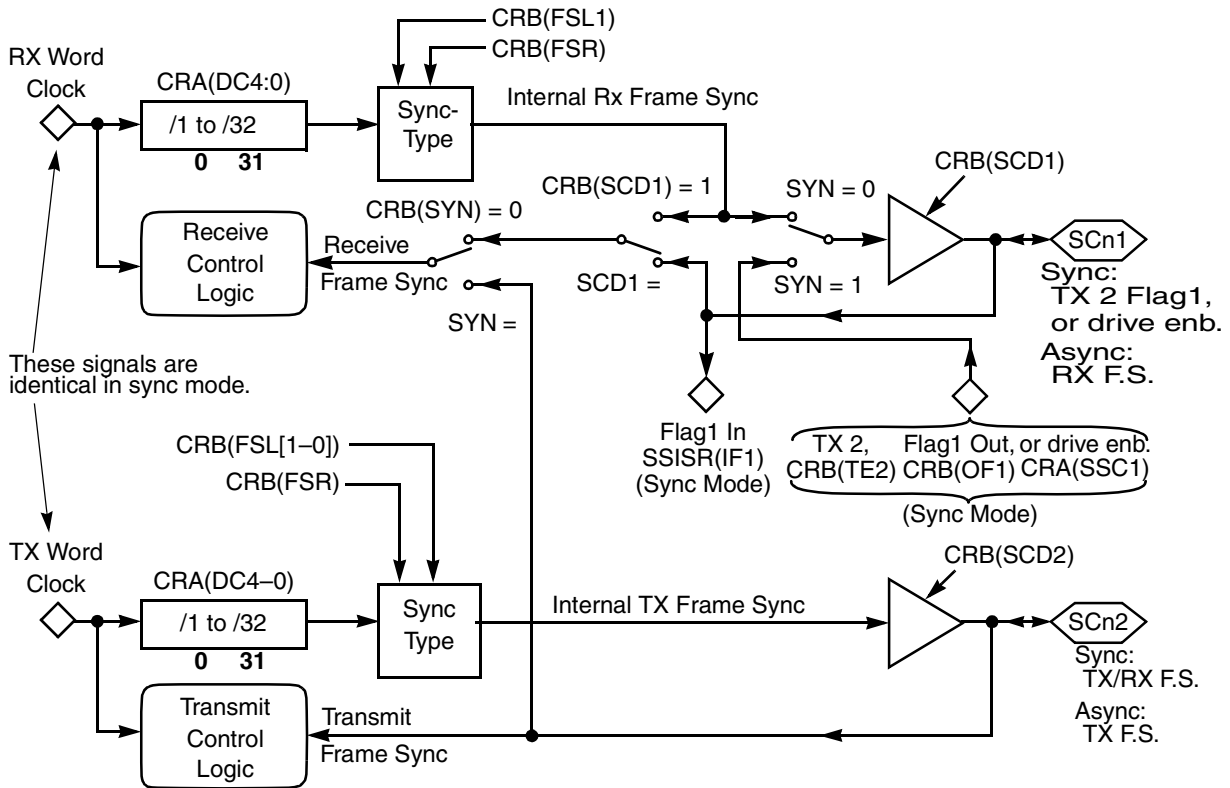 CRB(FSL1)
CRB(FSR)
RX Word
Clock
CRA(DC4:0)
/1 to /32
0 31
Sync-
Type
Internal Rx Frame Sync
CRB(SCD1)
CRB(SCD1) = 1
SYN = 0
CRB(SYN) = 0
Receive
Control
Logic
Receive
Frame Sync
SCD1 =
SYN = 1
SYN =
SCn1
Sync:
TX 2 Flag1,
or drive enb.
Async:
RX F.S.
These signals are
identical in sync mode.
Flag1 In
SSISR(IF1)
(Sync Mode)
TX 2, Flag1 Out, or drive enb.
CRB(TE2) CRB(OF1) CRA(SSC1)
(Sync Mode)
CRB(FSL[1–0])
CRB(FSR)
TX Word
Clock
CRA(DC4–0)
/1 to /32
0 31
Sync
Type
Internal TX Frame Sync
CRB(SCD2)
SCn2
Sync:
TX/RX F.S.
Async:
TX F.S.
Transmit
Control
Logic
Transmit
Frame Sync